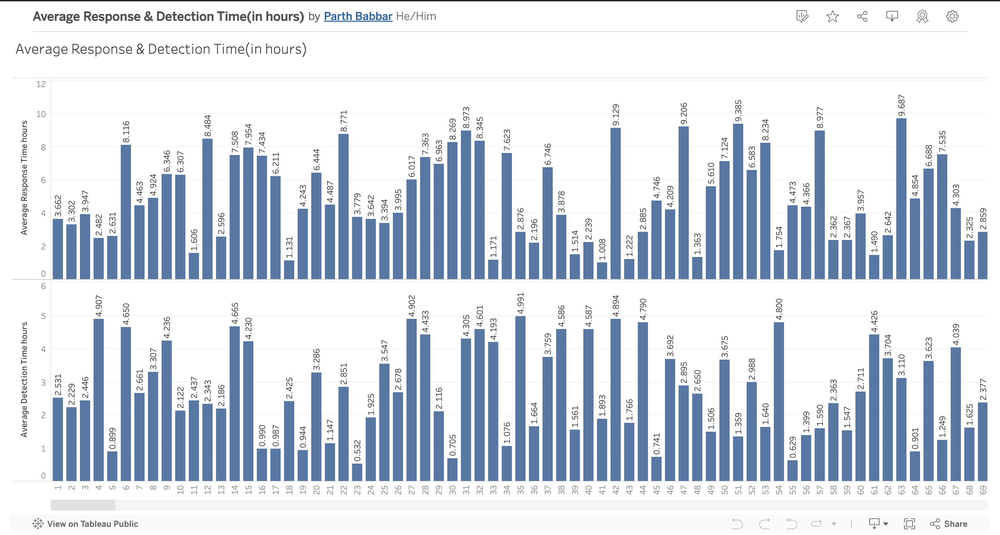 Average Response & Detection Time(in hours) by Parth Babbar He/Him
Average Response & Detection Time(in hours)
Average Response Time hours
12
10
8
6
4
2
0
3.662 3.302 3.947 2.482 2.631 8.116 4.463 4.924 6.346 6.307 1.606 8.484 2.596 7.508 7.954 7.434 6.211 1.131 4.243 6.444 4.487 8.771 3.779 3.642 3.394 3.995 6.017 7.363 6.963 8.269 8.973 8.345 1.171 7.623 2.876 2.196 6.746 3.878 1.514 2.239 1.008 9.129 1.222 2.885 4.746 4.209 9.206 1.363 5.610 7.124 9.385 6.583 8.234 1.754 4.473 4.366 8.977 2.362 2.367 3.957 1.490 2.642 9.687 4.854 6.688 7.535 4.303 2.325 2.859
Average Detection Time hours
6
5
4
3
2
1
0
2.531 2.229 2.446 4.907 0.899 4.650 2.661 3.307 4.236 2.122 2.437 2.343 2.186 4.665 4.230 0.990 0.987 2.425 0.944 3.286 1.147 2.851 0.532 1.925 3.547 2.678 4.902 4.433 2.116 0.705 4.305 4.601 4.193 1.076 4.991 1.664 3.759 4.586 1.561 4.587 1.893 4.894 1.766 4.790 0.741 3.692 2.895 2.650 1.506 3.675 1.359 2.988 1.640 4.800 0.629 1.399 1.590 2.363 1.547 2.711 4.426 3.704 3.110 0.901 3.623 1.249 4.039 1.625 2.377
1 2 3 4 5 6 7 8 9 10 11 12 13 14 15 16 17 18 19 20 21 22 23 24 25 26 27 28 29 30 31 32 33 34 35 36 37 38 39 40 41 42 43 44 45 46 47 48 49 50 51 52 53 54 55 56 57 58 59 60 61 62 63 64 65 66 67 68 69
View on Tableau Public
Share